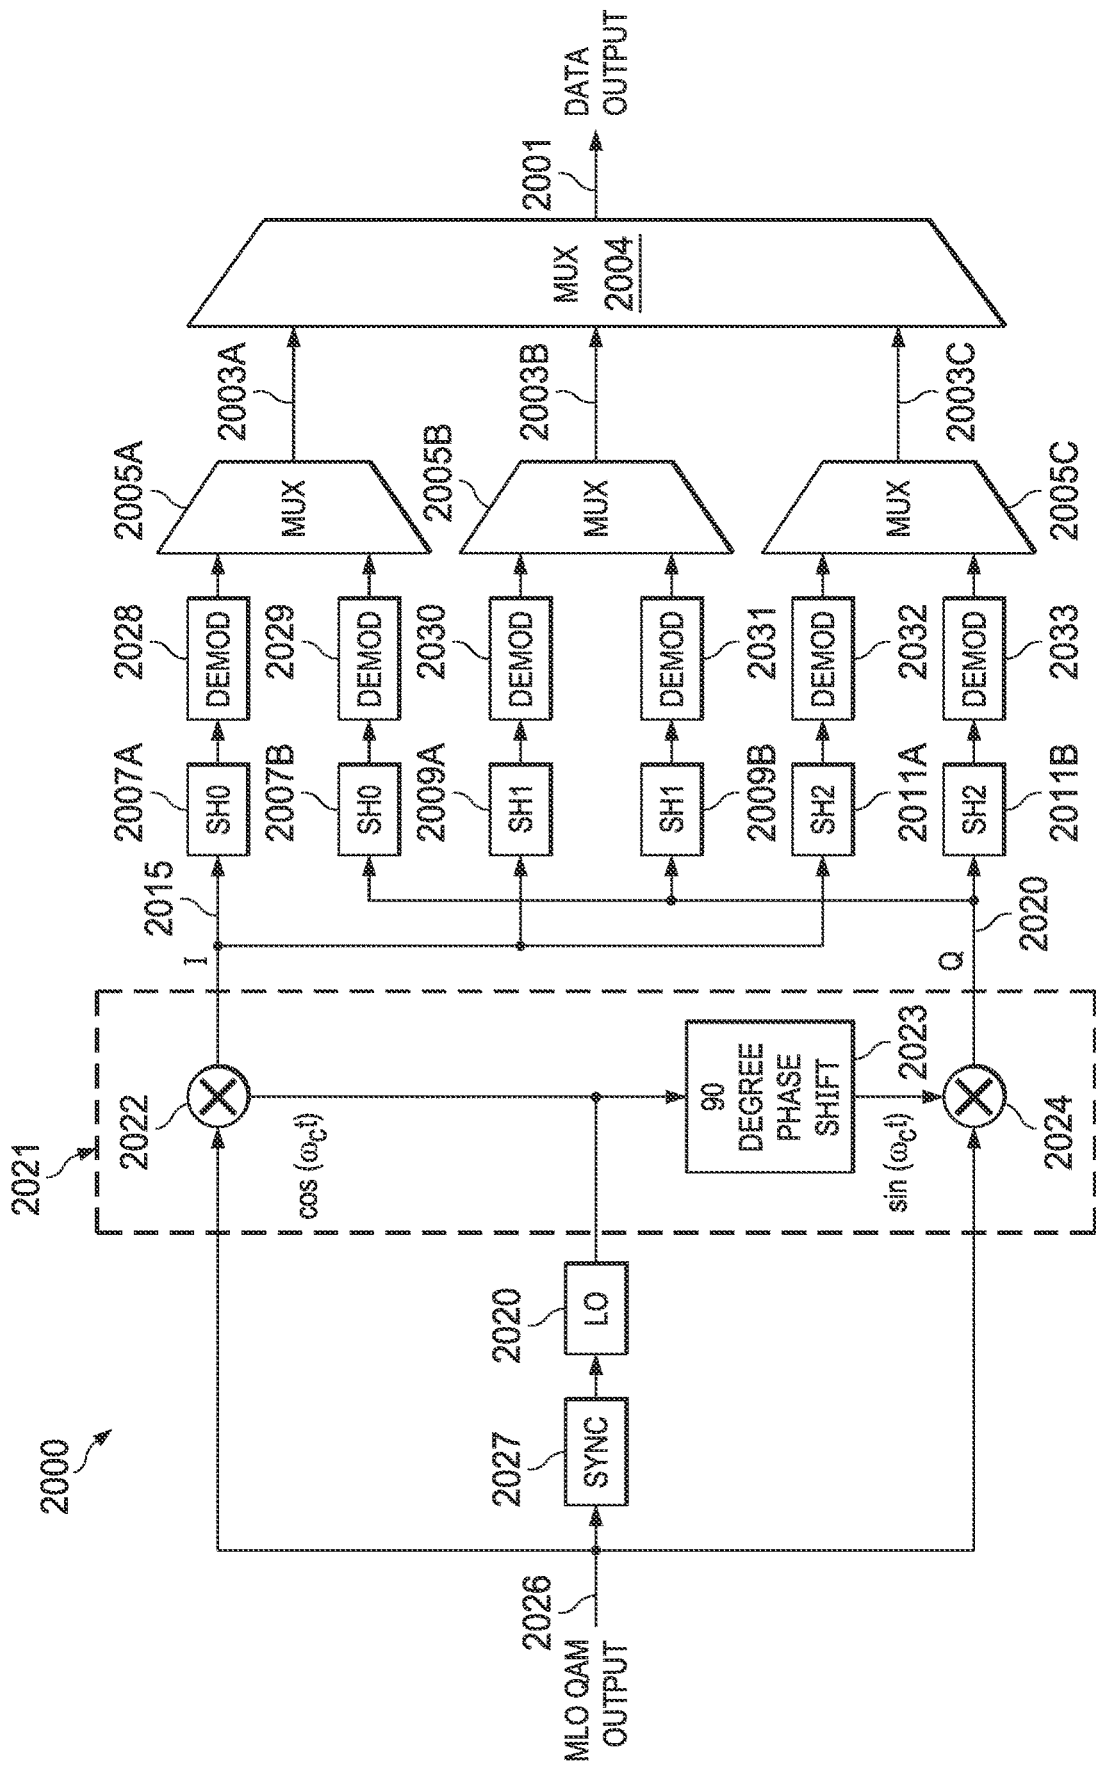 2000
MLO QAM
OUTPUT
2026
2027
SYNC
2020
LO
2021
2022
cos (ωCt)
90
DEGREE
PHASE
SHIFT
2023
sin (ωCt)
2024
I
2015
Q
2020
2007A
SH0
2007B
SH0
2009A
SH1
SH1
2009B
SH2
2011A
SH2
2011B
2028
DEMOD
2029
DEMOD
2030
DEMOD
DEMOD
2031
DEMOD
2032
DEMOD
2033
2005A
MUX
2005B
MUX
MUX
2005C
2003A
2003B
2003C
MUX
2004
2001
DATA
OUTPUT